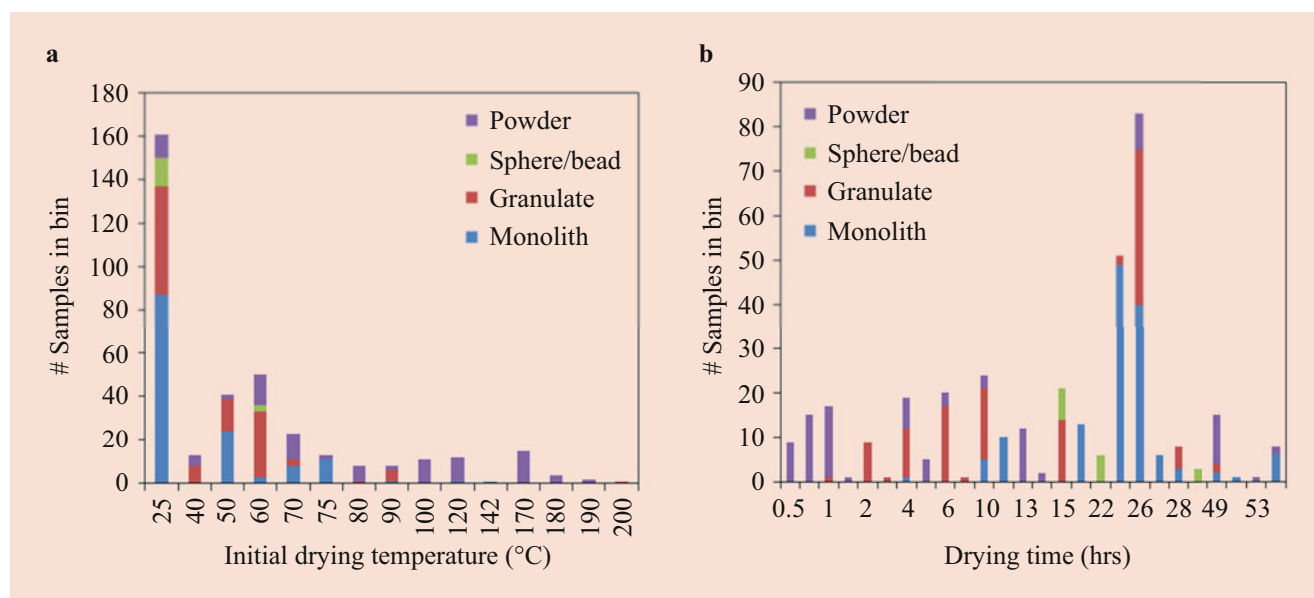 a
180
160
140
120
100
80
60
40
20
0
# Samples in bin
Powder
Sphere/bead
Granulate
Monolith
25 40 50 60 70 75 80 90 100 120 142 170 180 190 200
Initial drying temperature (°C)
b
90
80
70
60
50
40
30
20
10
0
# Samples in bin
Powder
Sphere/bead
Granulate
Monolith
0.5 1 2 4 6 10 13 15 22 26 28 49 53
Drying time (hrs)